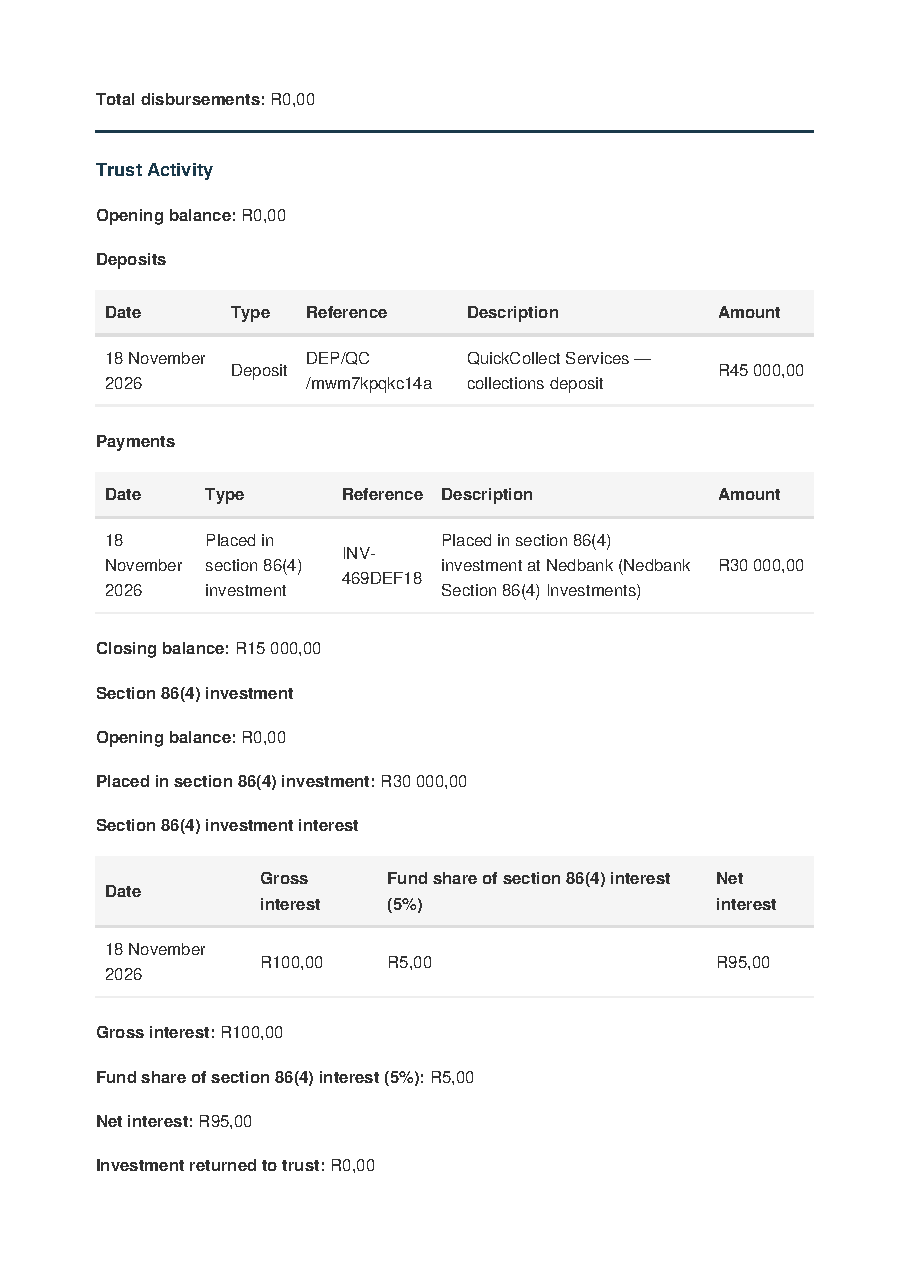 Total disbursements: R0,00
Trust Activity
Opening balance: R0,00
Deposits
Date Type Reference Description Amount
18 November 2026 Deposit DEP/QC /mwm7kpqkc14a QuickCollect Services — collections deposit R45 000,00
Payments
Date Type Reference Description Amount
18 November 2026 Placed in section 86(4) investment INV-469DEF18 Placed in section 86(4) investment at Nedbank (Nedbank Section 86(4) Investments) R30 000,00
Closing balance: R15 000,00
Section 86(4) investment
Opening balance: R0,00
Placed in section 86(4) investment: R30 000,00
Section 86(4) investment interest
Date Gross interest Fund share of section 86(4) interest (5%) Net interest
18 November 2026 R100,00 R5,00 R95,00
Gross interest: R100,00
Fund share of section 86(4) interest (5%): R5,00
Net interest: R95,00
Investment returned to trust: R0,00